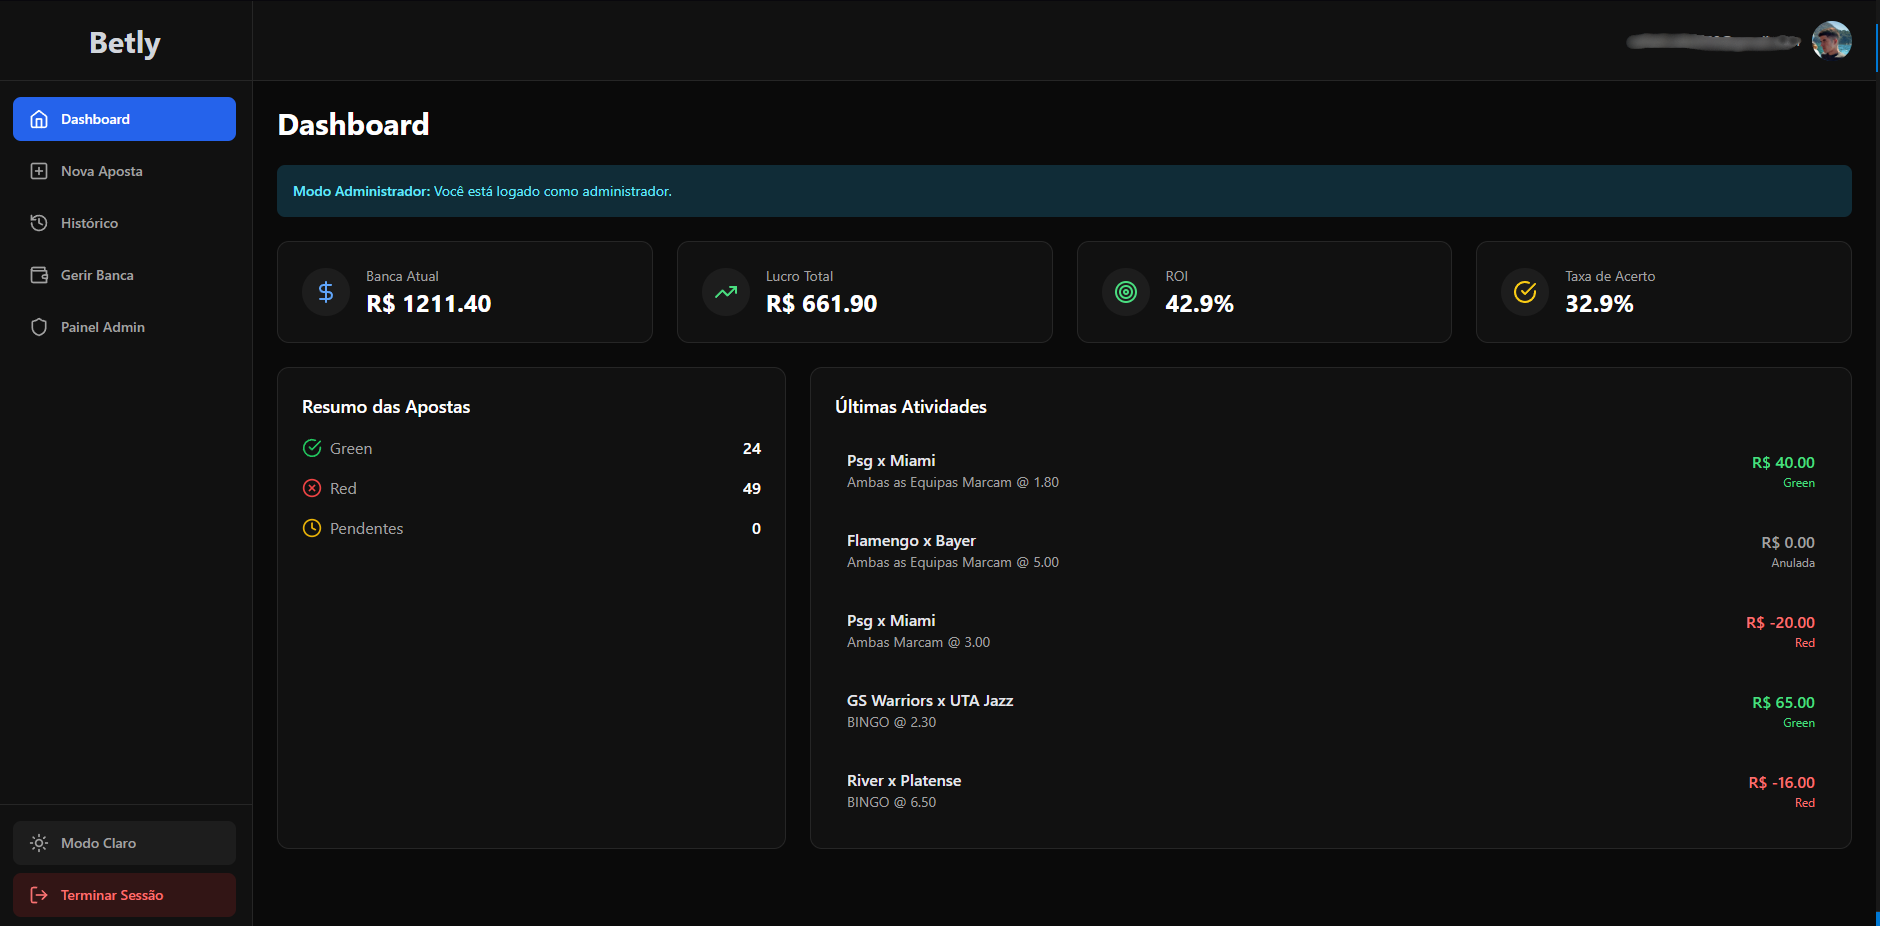 Betly
Dashboard
Nova Aposta
Histórico
Gerir Banca
Painel Admin
Modo Claro
Terminar Sessão
Dashboard
Modo Administrador: Você está logado como administrador.
Banca Atual
R$ 1211.40
Lucro Total
R$ 661.90
ROI
42.9%
Taxa de Acerto
32.9%
Resumo das Apostas
Green 24
Red 49
Pendentes 0
Últimas Atividades
Psg x Miami
Ambas as Equipas Marcam @ 1.80
R$ 40.00
Green
Flamengo x Bayer
Ambas as Equipas Marcam @ 5.00
R$ 0.00
Anulada
Psg x Miami
Ambas Marcam @ 3.00
R$ -20.00
Red
GS Warriors x UTA Jazz
BINGO @ 2.30
R$ 65.00
Green
River x Platense
BINGO @ 6.50
R$ -16.00
Red